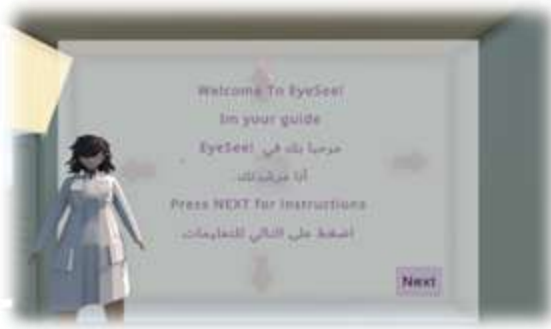 Welcome To EyeSee!
Im your guide
مرحبا بك في EyeSee!
أنا مرشدتك
Press NEXT for Instructions
اضغط على التالي للتعليمات
Next